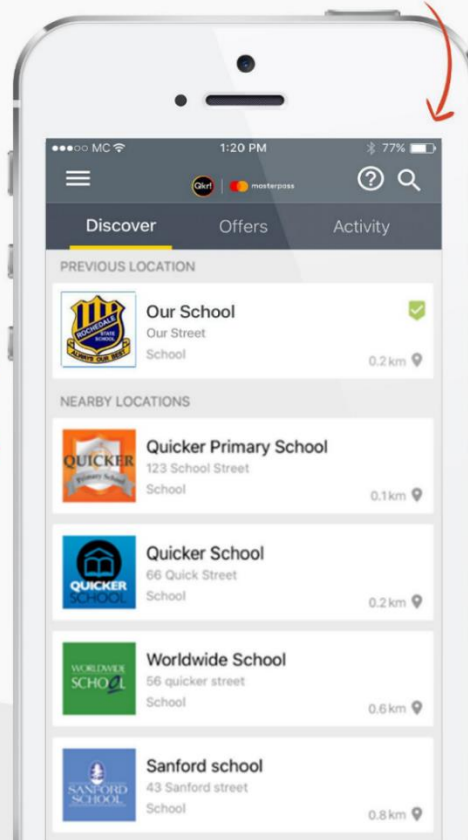 MC
1:20 PM
77%
Qkr!
masterpass
Discover
Offers
Activity
PREVIOUS LOCATION
ROCHEDALE
STATE
SCHOOL
ALWAYS OUR BEST
Our School
Our Street
School
0.2 km
NEARBY LOCATIONS
QUICKER
Primary School
Quicker Primary School
123 School Street
School
0.1 km
QUICKER
SCHOOL
Quicker School
66 Quick Street
School
0.2 km
WORLDWIDE
SCHOOL
Worldwide School
56 quicker street
School
0.6 km
SANFORD
SCHOOL
Sanford school
43 Sanford street
School
0.8 km